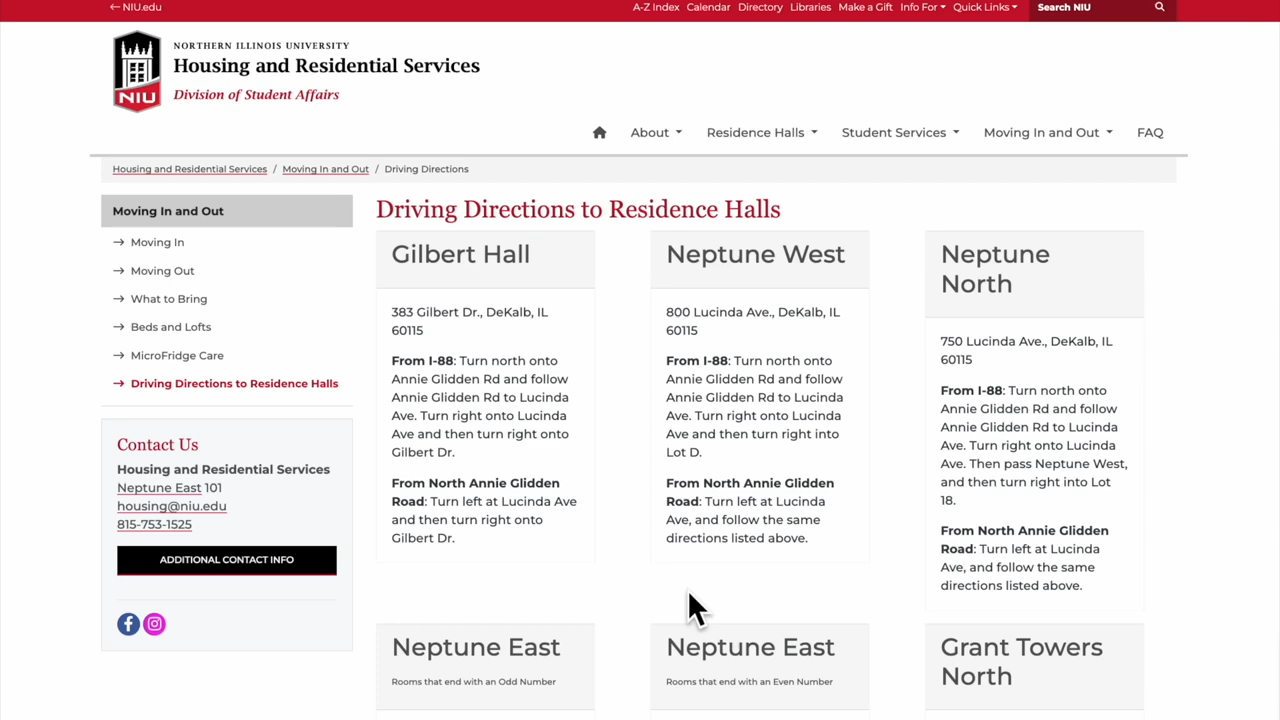 NIU.edu
A-Z Index Calendar Directory Libraries Make a Gift Info For Quick Links Search NIU
NORTHERN ILLINOIS UNIVERSITY
Housing and Residential Services
Division of Student Affairs
NIU
About Residence Halls Student Services Moving In and Out FAQ
Housing and Residential Services / Moving In and Out / Driving Directions
Moving In and Out
Moving In
Moving Out
What to Bring
Beds and Lofts
MicroFridge Care
Driving Directions to Residence Halls
Contact Us
Housing and Residential Services
Neptune East 101
housing@niu.edu
815-753-1525
ADDITIONAL CONTACT INFO
Driving Directions to Residence Halls
Gilbert Hall
383 Gilbert Dr., DeKalb, IL
60115
From I-88: Turn north onto
Annie Glidden Rd and follow
Annie Glidden Rd to Lucinda
Ave. Turn right onto Lucinda
Ave and then turn right onto
Gilbert Dr.
From North Annie Glidden
Road: Turn left at Lucinda Ave
and then turn right onto
Gilbert Dr.
Neptune West
800 Lucinda Ave., DeKalb, IL
60115
From I-88: Turn north onto
Annie Glidden Rd and follow
Annie Glidden Rd to Lucinda
Ave. Turn right onto Lucinda
Ave and then turn right into
Lot D.
From North Annie Glidden
Road: Turn left at Lucinda
Ave, and follow the same
directions listed above.
Neptune
North
750 Lucinda Ave., DeKalb, IL
60115
From I-88: Turn north onto
Annie Glidden Rd and follow
Annie Glidden Rd to Lucinda
Ave. Turn right onto Lucinda
Ave. Then pass Neptune West,
and then turn right into Lot
18.
From North Annie Glidden
Road: Turn left at Lucinda
Ave, and follow the same
directions listed above.
Neptune East
Rooms that end with an Odd Number
Neptune East
Rooms that end with an Even Number
Grant Towers
North